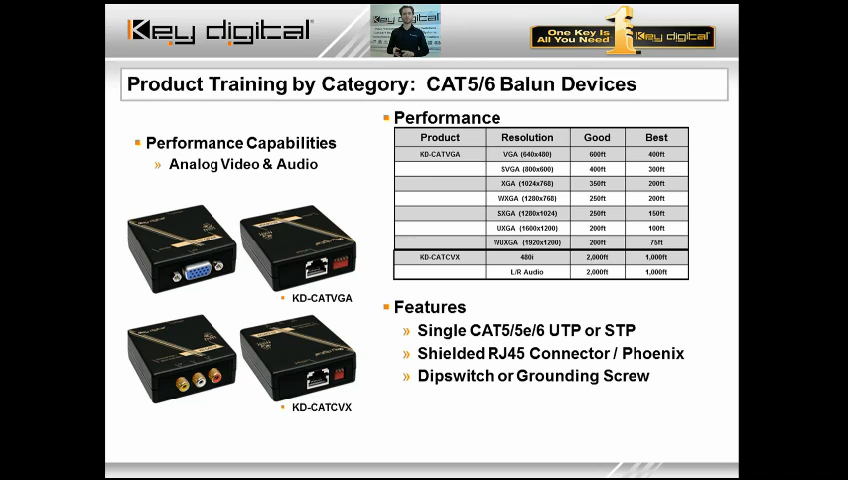 Key digital
One Key Is
All You Need
Key digital
Product Training by Category: CAT5/6 Balun Devices
Performance Capabilities
» Analog Video & Audio
KD-CATVGA
KD-CATCVX
Performance
Product Resolution Good Best
KD-CATVGA VGA (640x480) 600ft 400ft
SVGA (800x600) 400ft 300ft
XGA (1024x768) 350ft 200ft
WXGA (1280x768) 250ft 200ft
SXGA (1280x1024) 250ft 150ft
UXGA (1600x1200) 200ft 100ft
WUXGA (1920x1200) 200ft 75ft
KD-CATCVX 480i 2,000ft 1,000ft
L/R Audio 2,000ft 1,000ft
Features
» Single CAT5/5e/6 UTP or STP
» Shielded RJ45 Connector / Phoenix
» Dipswitch or Grounding Screw